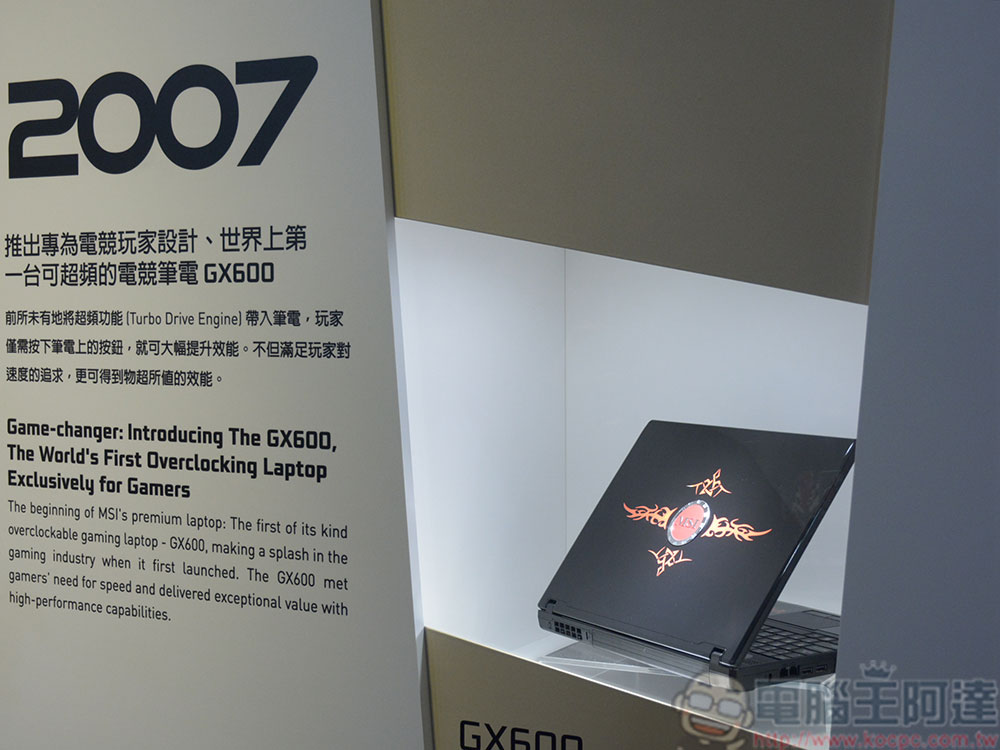 2007
推出專為電競玩家設計、世界上第
一台可超頻的電競筆電 GX600
前所未有地將超頻功能 (Turbo Drive Engine) 帶入筆電，玩家
僅需按下筆電上的按鈕，就可大幅提升效能。不但滿足玩家對
速度的追求，更可得到物超所值的效能。
Game-changer: Introducing The GX600,
The World's First Overclocking Laptop
Exclusively for Gamers
The beginning of MSI's premium laptop: The first of its kind
overclockable gaming laptop - GX600, making a splash in the
gaming industry when it first launched. The GX600 met
gamers' need for speed and delivered exceptional value with
high-performance capabilities.
MSI
GX600
電腦王阿達
http://www.kocpc.com.tw